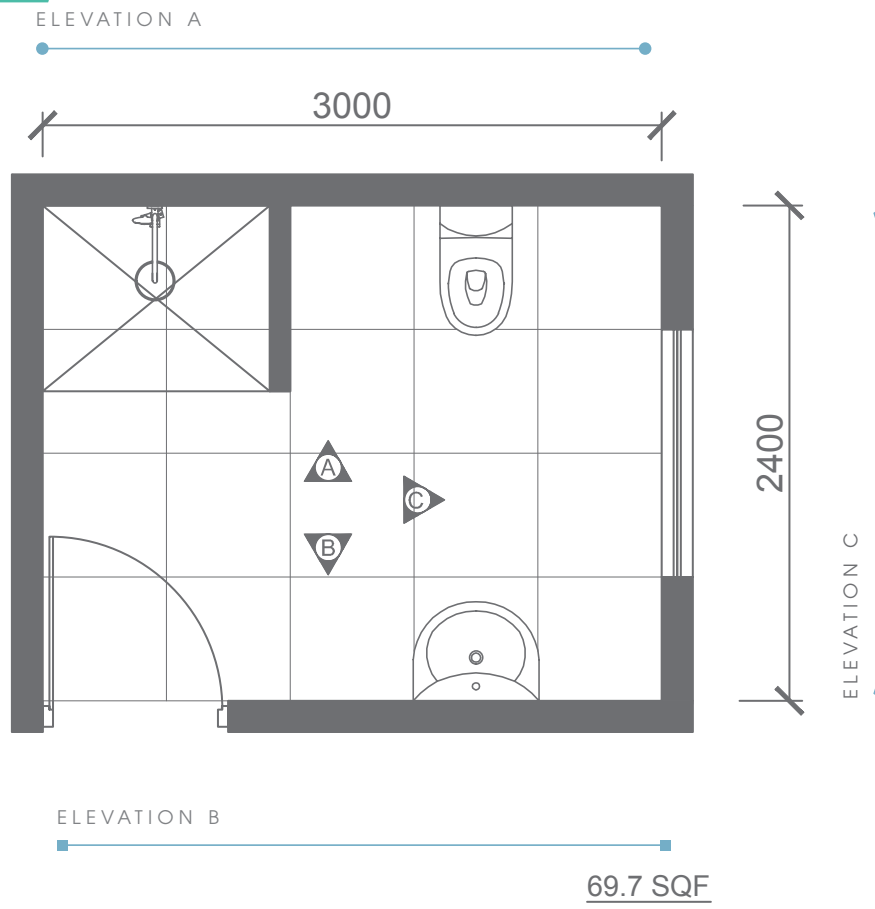 ELEVATION A
3000
2400
A
C
B
ELEVATION C
ELEVATION B
69.7 SQF